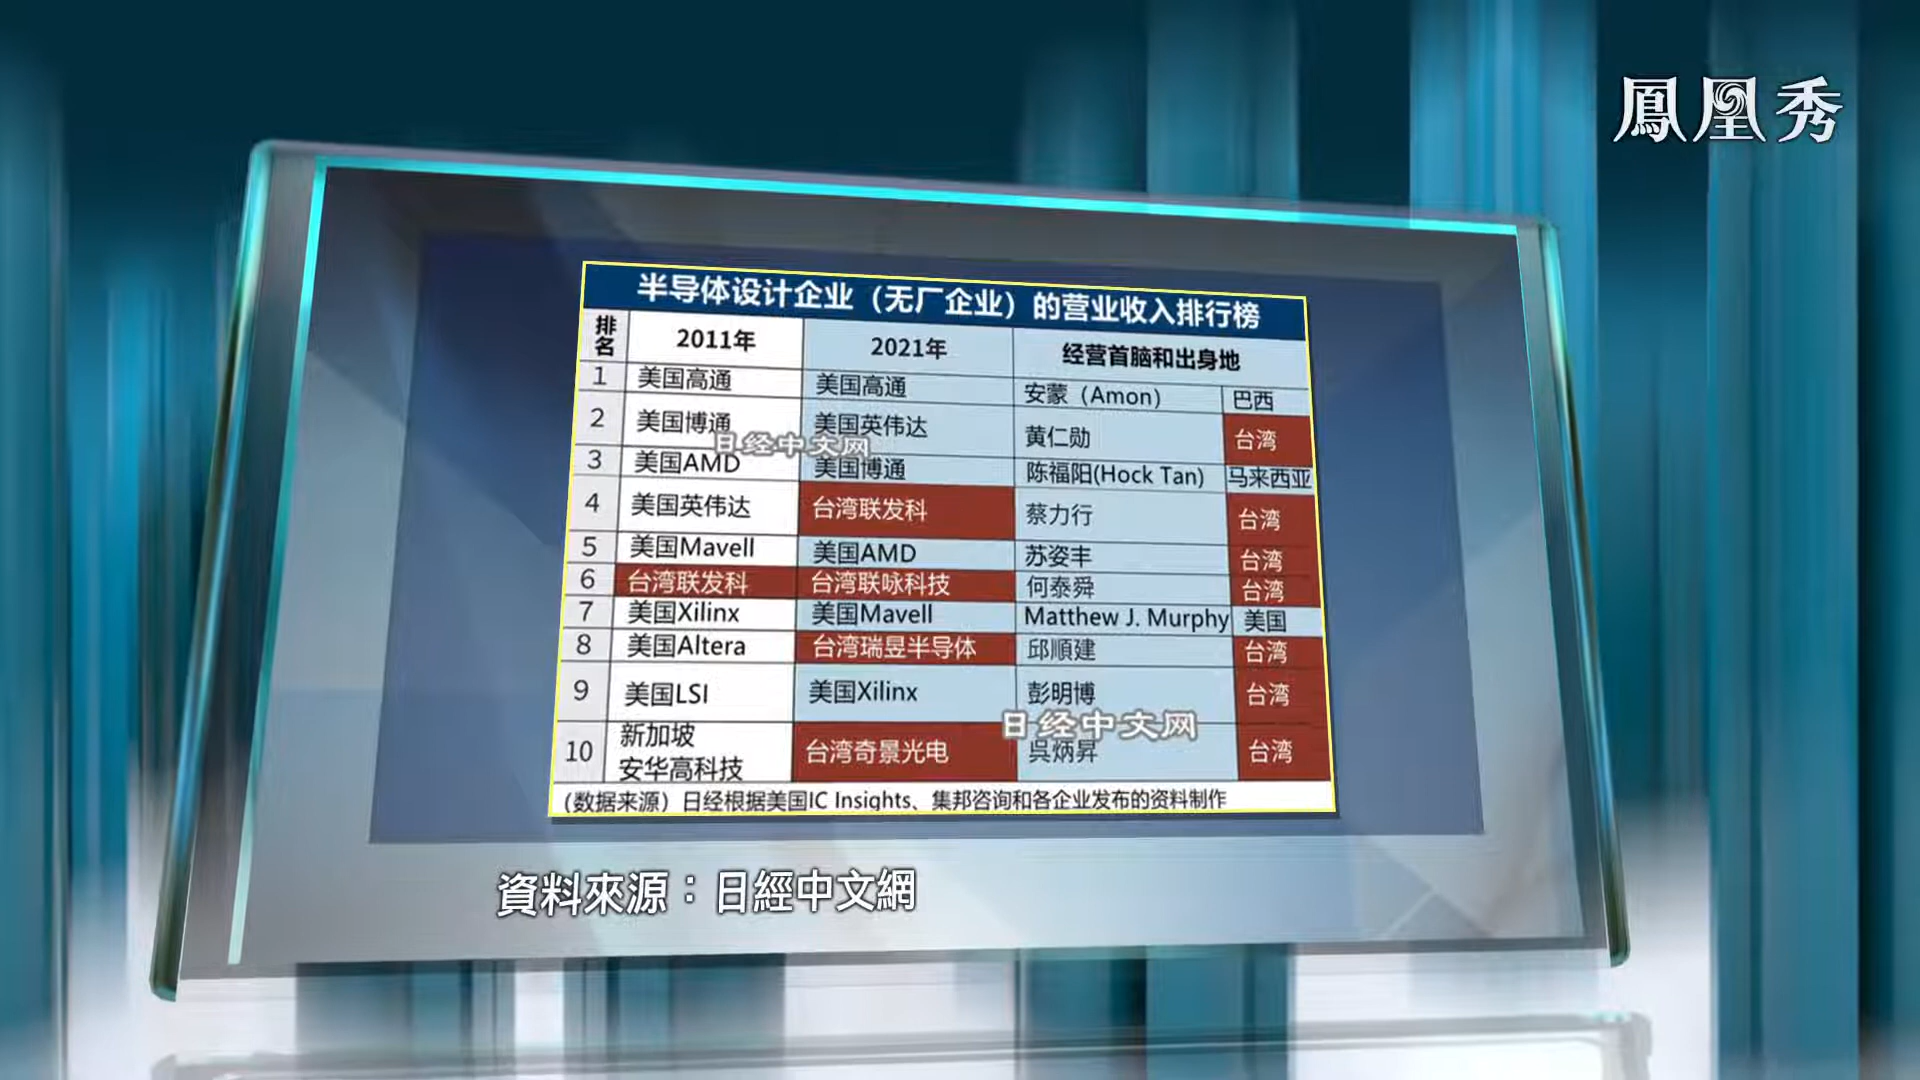 鳳凰秀
半导体设计企业（无厂企业）的营业收入排行榜
排名 2011年 2021年 经营首脑和出身地
1 美国高通 美国高通 安蒙（Amon） 巴西
2 美国博通 美国英伟达 黄仁勋 台湾
日经中文网
3 美国AMD 美国博通 陈福阳(Hock Tan) 马来西亚
4 美国英伟达 台湾联发科 蔡力行 台湾
5 美国Mavell 美国AMD 苏姿丰 台湾
6 台湾联发科 台湾联咏科技 何泰舜 台湾
7 美国Xilinx 美国Mavell Matthew J. Murphy 美国
8 美国Altera 台湾瑞昱半导体 邱順建 台湾
9 美国LSI 美国Xilinx 彭明博 台湾
日经中文网
10 新加坡安华高科技 台湾奇景光电 呉炳昇 台湾
（数据来源）日经根据美国IC Insights、集邦咨询和各企业发布的资料制作
資料來源：日經中文網